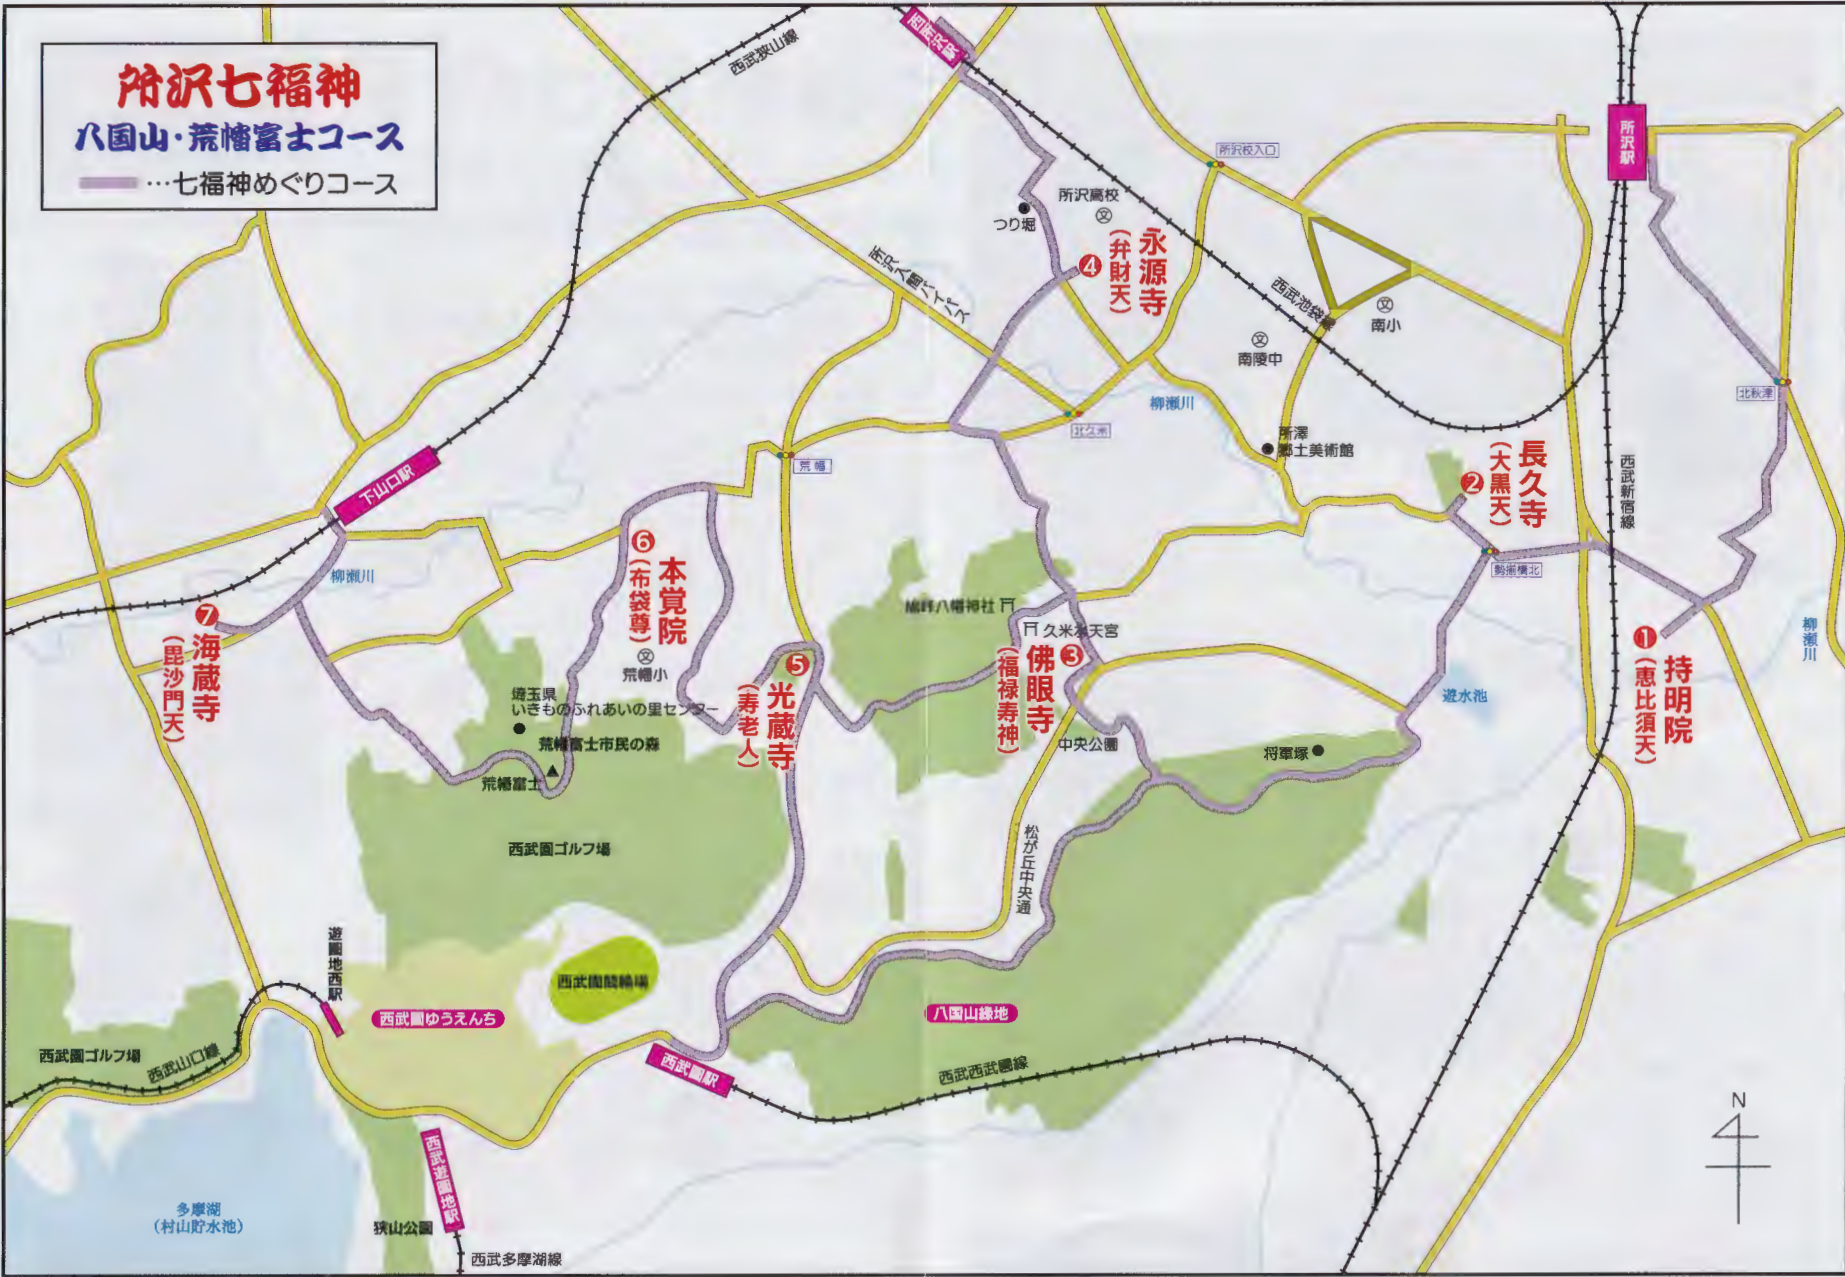 所沢七福神
八国山・荒幡富士コース
…七福神めぐりコース
西武狭山線
西所沢駅
所沢駅
所沢校入口
所沢高校
文
つり堀
④
永源寺
(弁財天)
所沢入間バイパス
西武池袋線
文
南小
文
南陵中
北秋津
柳瀬川
北久米
荒幡
所澤
郷土美術館
下山口駅
②
長久寺
(大黒天)
西武新宿線
勢揃橋北
⑥
本覚院
(布袋尊)
文
荒幡小
柳瀬川
⑦
海蔵寺
(毘沙門天)
鳩峰八幡神社
久米水天宮
③
佛眼寺
(福禄寿神)
①
持明院
(恵比須天)
柳瀬川
遊水池
⑤
光蔵寺
(寿老人)
埼玉県
いきものふれあいの里センター
荒幡富士市民の森
荒幡富士
中央公園
将軍塚
西武園ゴルフ場
松が丘中央通
遊園地西駅
西武園競輪場
西武園ゆうえんち
八国山緑地
西武園ゴルフ場
西武山口線
西武園駅
西武西武園線
N
西武遊園地駅
多摩湖
(村山貯水池)
狭山公園
西武多摩湖線